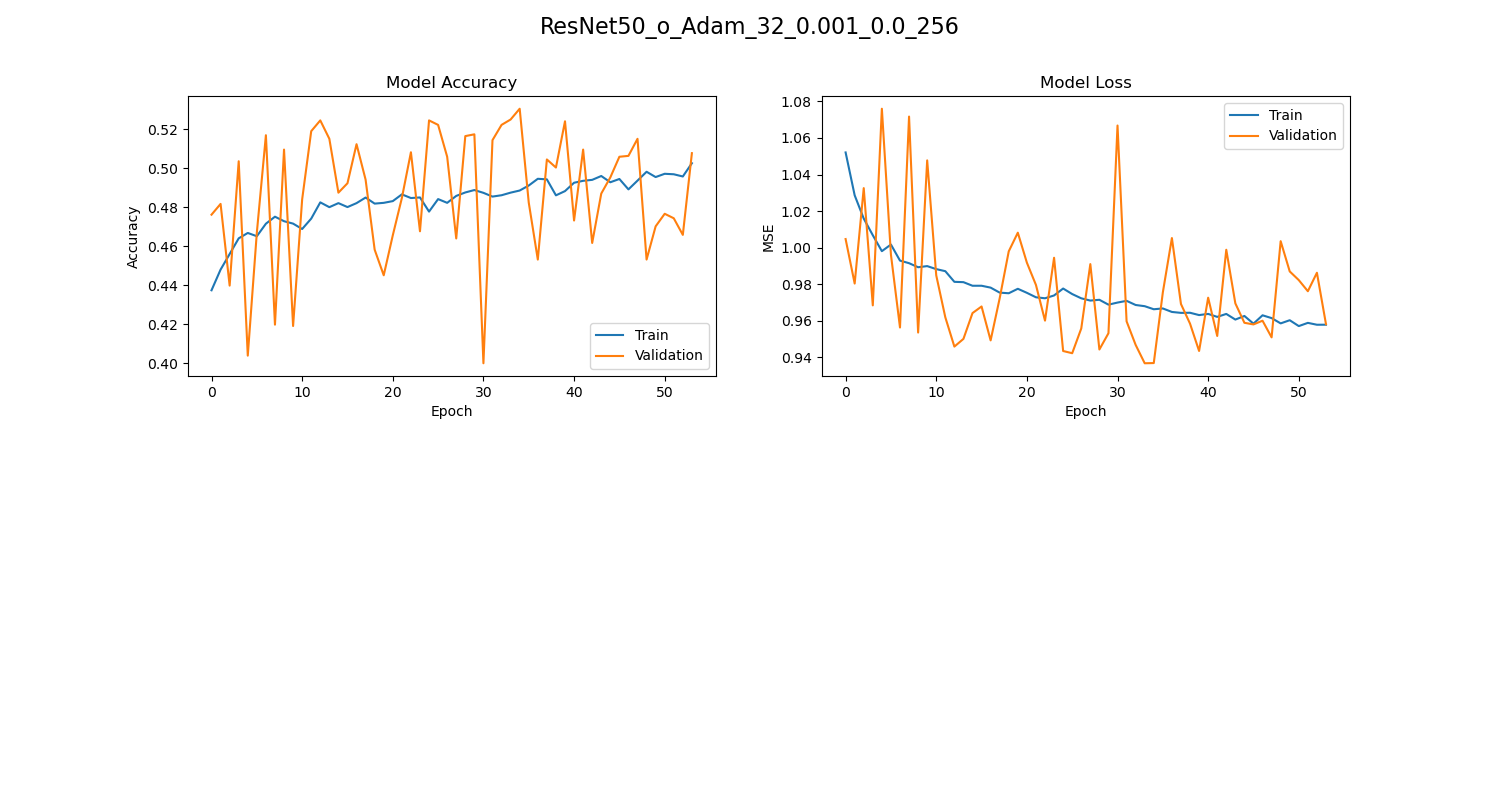 ResNet50_o_Adam_32_0.001_0.0_256
Model Accuracy
Accuracy
0.52
0.50
0.48
0.46
0.44
0.42
0.40
0 10 20 30 40 50
Epoch
Train
Validation
Model Loss
MSE
1.08
1.06
1.04
1.02
1.00
0.98
0.96
0.94
0 10 20 30 40 50
Epoch
Train
Validation